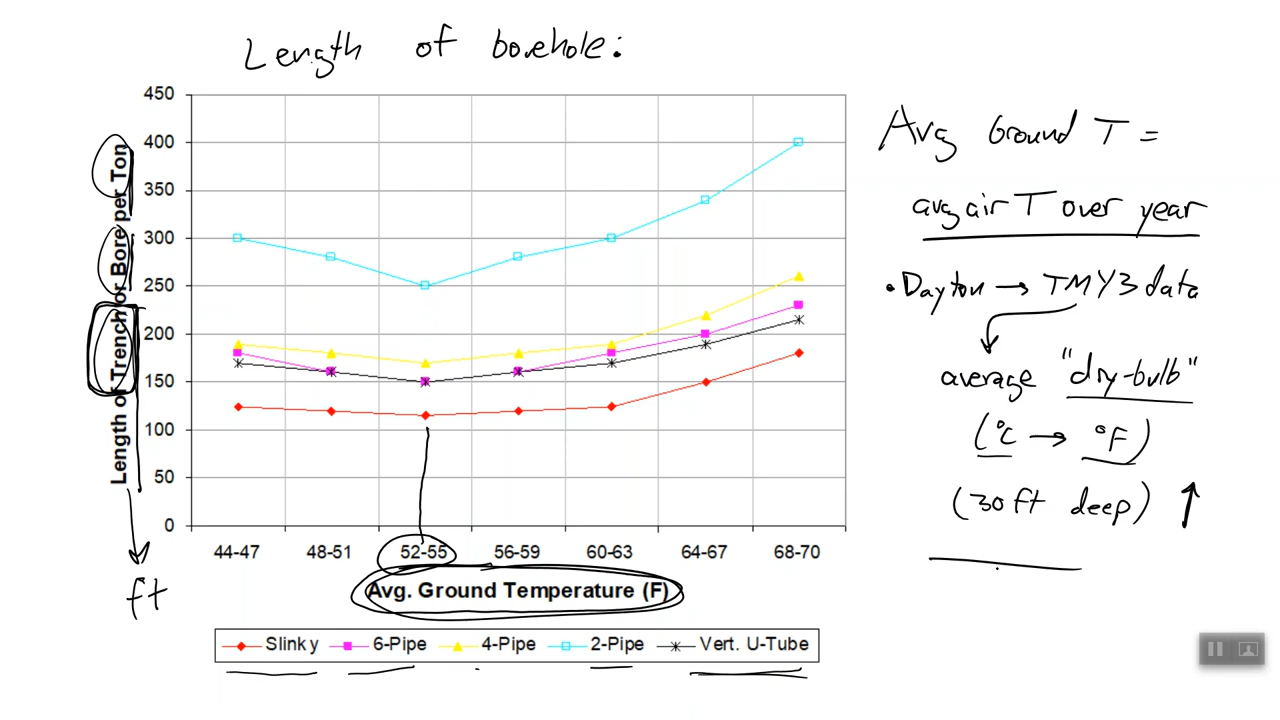 Length of borehole:
450
400
350
300
250
200
150
100
50
0
Length of Trench or Bore per Ton
ft
44-47 48-51 52-55 56-59 60-63 64-67 68-70
Avg. Ground Temperature (F)
Slinky 6-Pipe 4-Pipe 2-Pipe Vert. U-Tube
Avg Ground T =
avg air T over year
• Dayton → TMY3 data
average "dry-bulb"
(°C → °F)
(30 ft deep)